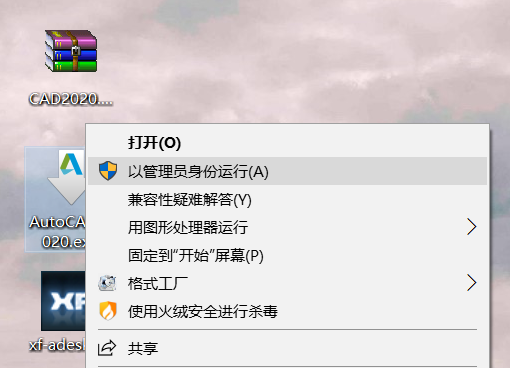 CAD2020....
AutoCA
020.ex
XF
xf-ades
打开(O)
以管理员身份运行(A)
兼容性疑难解答(Y)
用图形处理器运行
固定到“开始”屏幕(P)
格式工厂
使用火绒安全进行杀毒
共享